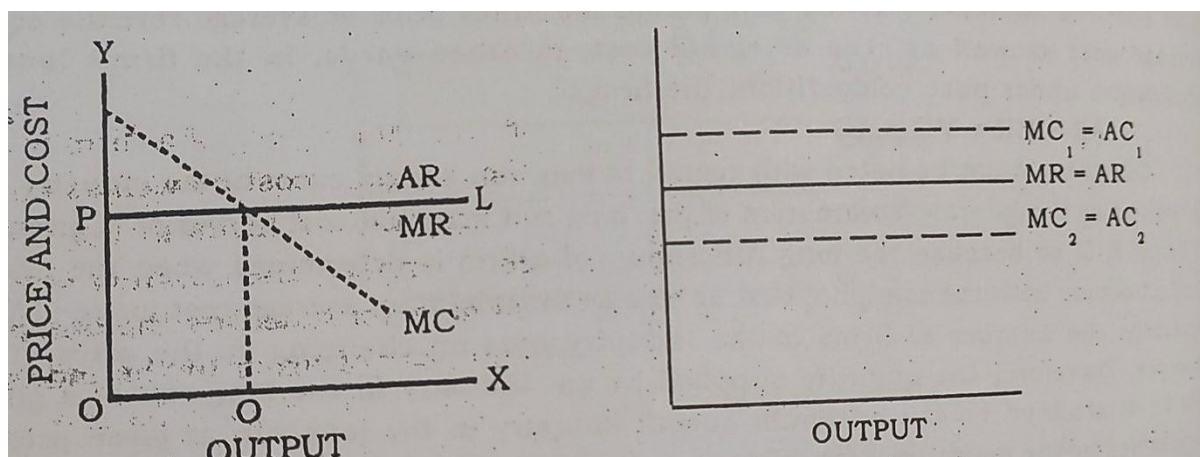 Y
PRICE AND COST
P
AR
L
MR
MC
O
O
X
OUTPUT
MC1 = AC1
MR = AR
MC2 = AC2
OUTPUT